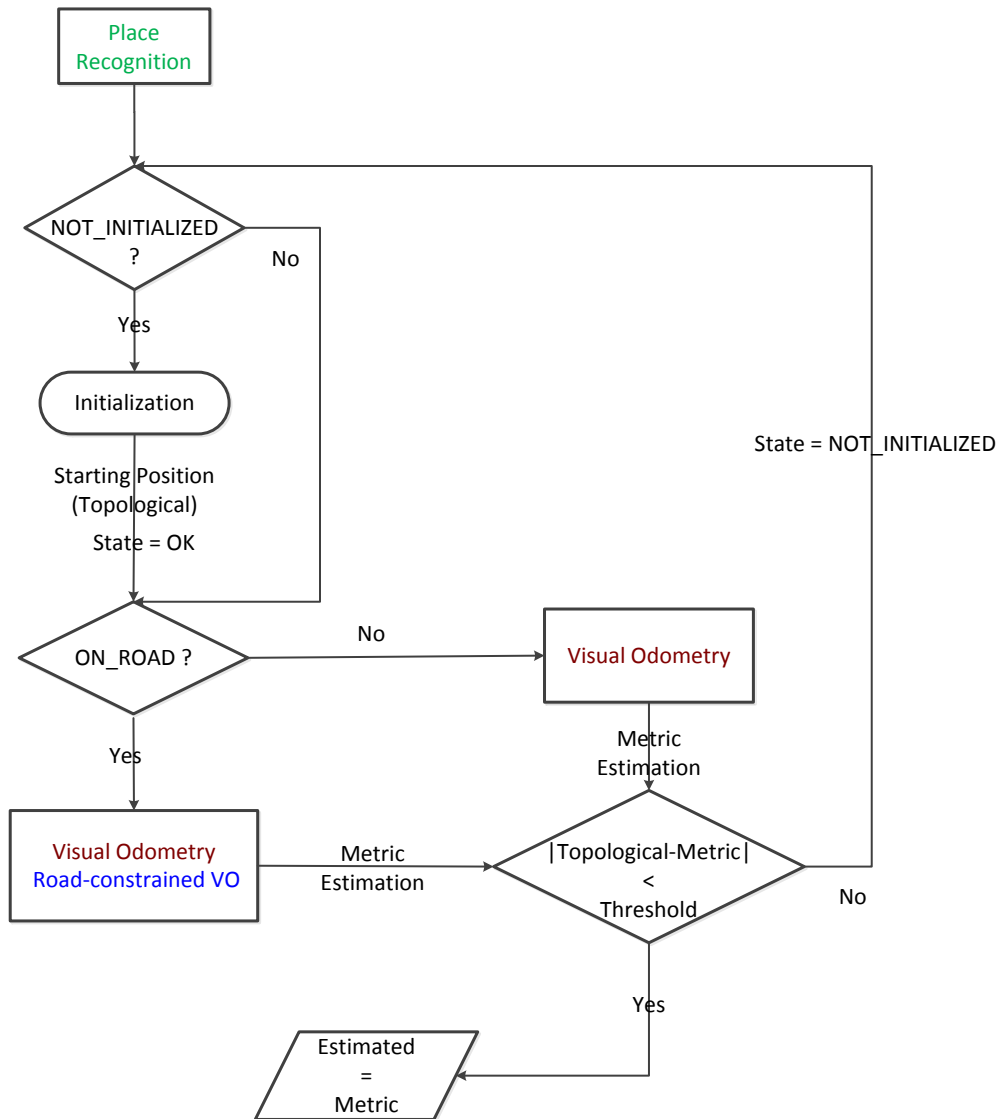 Place
Recognition
NOT_INITIALIZED
?
No
Yes
Initialization
State = NOT_INITIALIZED
Starting Position
(Topological)
State = OK
ON_ROAD ?
No
Visual Odometry
Yes
Metric
Estimation
Visual Odometry
Road-constrained VO
Metric
Estimation
|Topological-Metric|
<
Threshold
No
Yes
Estimated
=
Metric